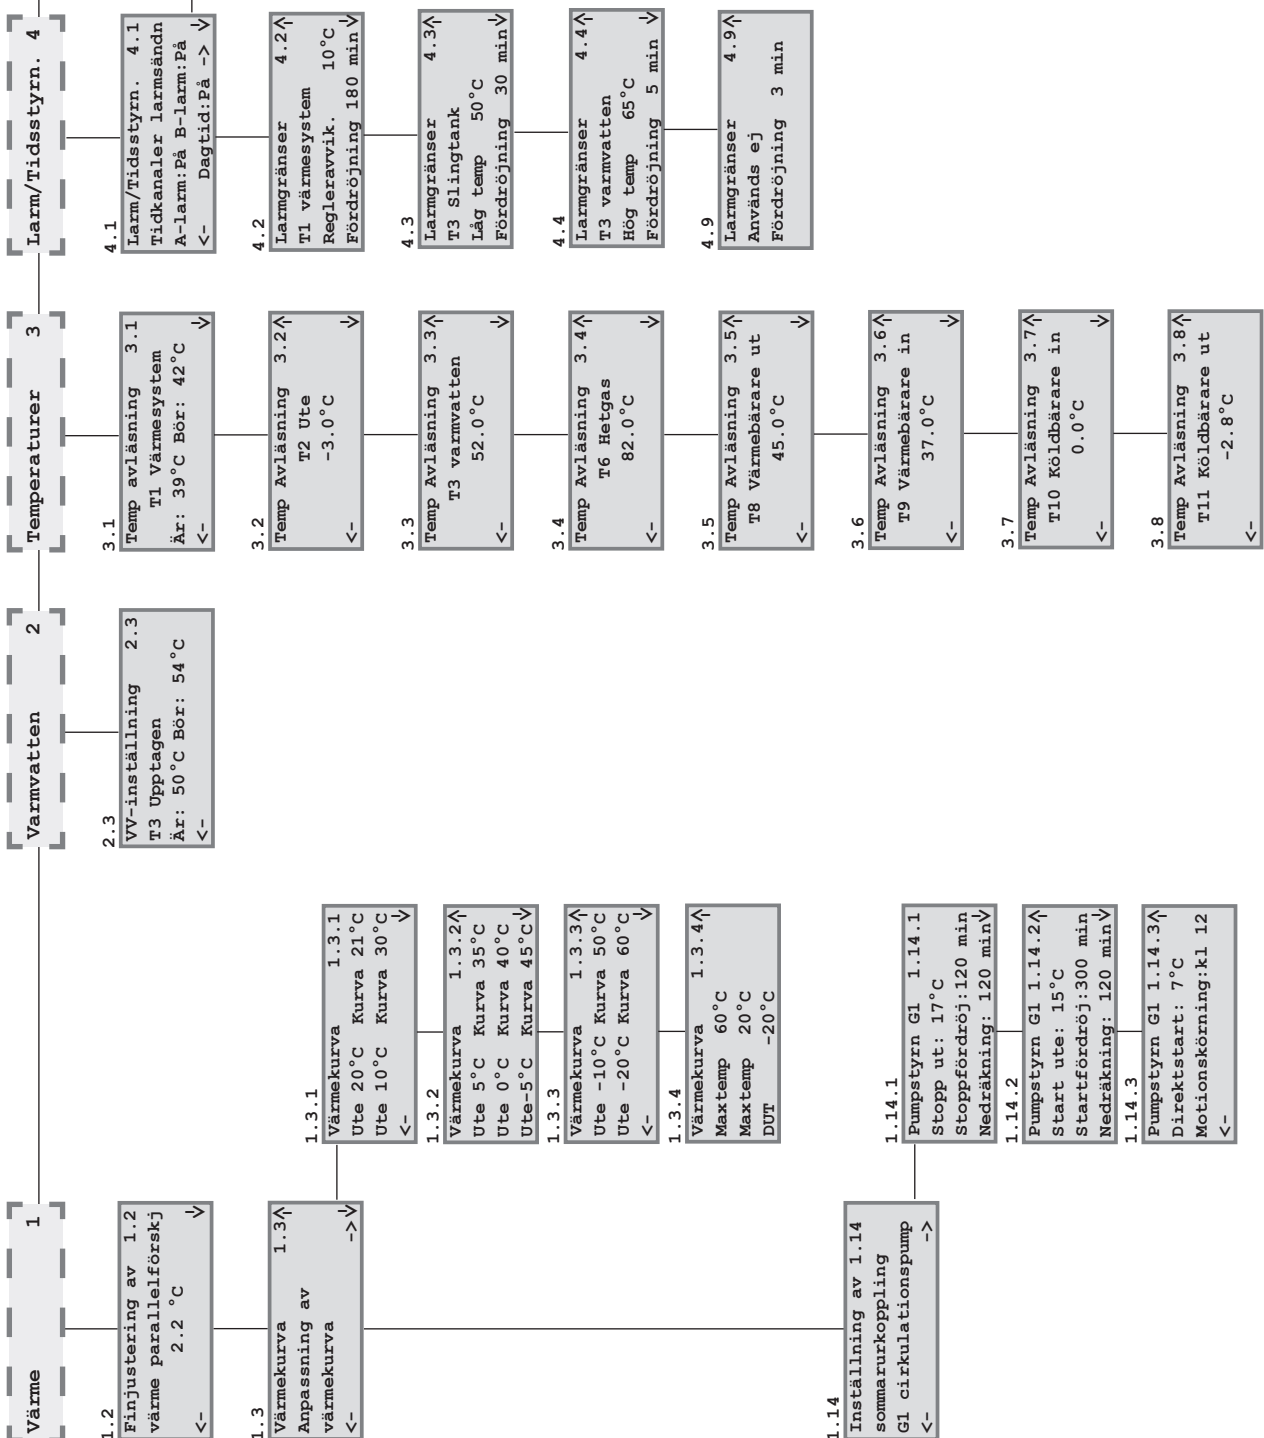 Värme 1
1.2
Finjustering av 1.2
värme parallelförskj
2.2 °C
<- ↓
1.3
Värmekurva 1.3↑
Anpassning av
värmekurva
<- ->↓
1.14
Inställning av 1.14
sommarurkoppling
G1 cirkulationspump
<- ->
1.3.1
Värmekurva 1.3.1
Ute 20°C Kurva 21°C
Ute 10°C Kurva 30°C
<- ↓
1.3.2
Värmekurva 1.3.2↑
Ute 5°C Kurva 35°C
Ute 0°C Kurva 40°C
Ute-5°C Kurva 45°C↓
1.3.3
Värmekurva 1.3.3↑
Ute -10°C Kurva 50°C
Ute -20°C Kurva 60°C
<- ↓
1.3.4
Värmekurva 1.3.4↑
Maxtemp 60°C
Maxtemp 20°C
DUT -20°C
1.14.1
Pumpstyrn G1 1.14.1
Stopp ut: 17°C
Stoppfördröj:120 min
Nedräkning: 120 min↓
1.14.2
Pumpstyrn G1 1.14.2↑
Start ute: 15°C
Startfördröj:300 min
Nedräkning: 120 min↓
1.14.3
Pumpstyrn G1 1.14.3↑
Direktstart: 7°C
Motionskörning:kl 12
<-
Varmvatten 2
2.3
VV-inställning 2.3
T3 Upptagen
Är: 50°C Bör: 54°C
<-
Temperaturer 3
3.1
Temp avläsning 3.1
T1 Värmesystem
Är: 39°C Bör: 42°C
<- ↓
3.2
Temp Avläsning 3.2↑
T2 Ute
-3.0°C
<- ↓
3.3
Temp Avläsning 3.3↑
T3 varmvatten
52.0°C
<- ↓
3.4
Temp Avläsning 3.4↑
T6 Hetgas
82.0°C
<- ↓
3.5
Temp Avläsning 3.5↑
T8 Värmebärare ut
45.0°C
<- ↓
3.6
Temp Avläsning 3.6↑
T9 Värmebärare in
37.0°C
<- ↓
3.7
Temp Avläsning 3.7↑
T10 Köldbärare in
0.0°C
<- ↓
3.8
Temp Avläsning 3.8↑
T11 Köldbärare ut
-2.8°C
<-
Larm/Tidsstyrn. 4
4.1
Larm/Tidsstyrn. 4.1
Tidkanaler larmsändn
A-larm:På B-larm:På
<- Dagtid:På -> ↓
4.2
Larmgränser 4.2↑
T1 värmesystem
Regleravvik. 10°C
Fördröjning 180 min↓
4.3
Larmgränser 4.3↑
T3 Slingtank
Låg temp 50°C
Fördröjning 30 min↓
4.4
Larmgränser 4.4↑
T3 varmvatten
Hög temp 65°C
Fördröjning 5 min ↓
4.9
Larmgränser 4.9↑
Används ej
Fördröjning 3 min